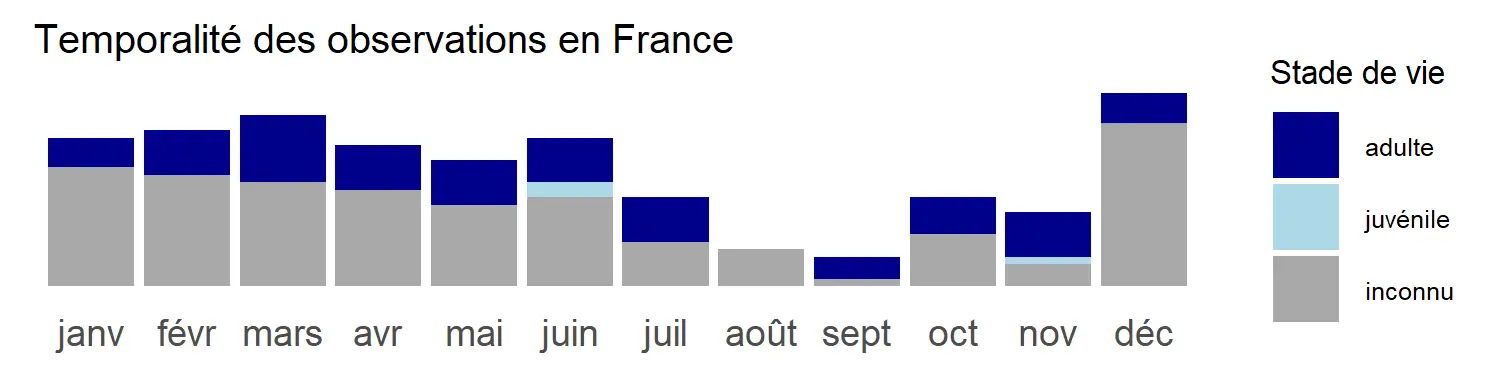 Temporalité des observations en France
Stade de vie
adulte
juvénile
inconnu
janv févr mars avr mai juin juil août sept oct nov déc